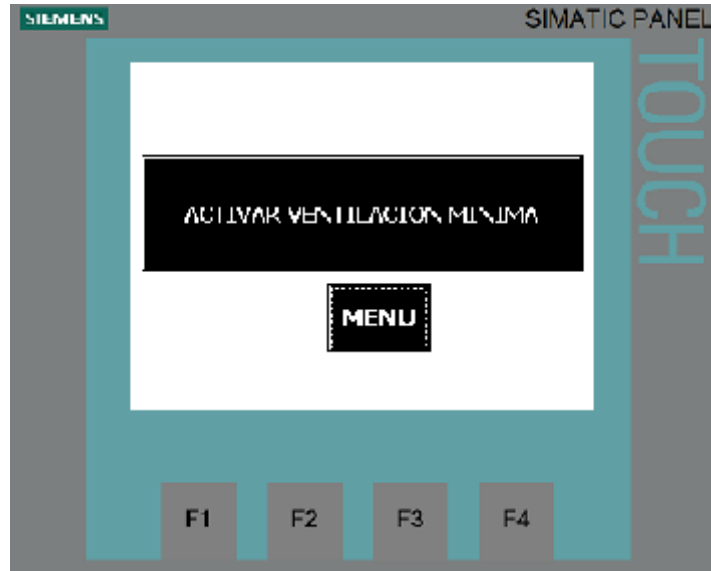 SIEMENS
SIMATIC PANEL
TOUCH
ACTIVAR VENTILACION MINIMA
MENU
F1 F2 F3 F4